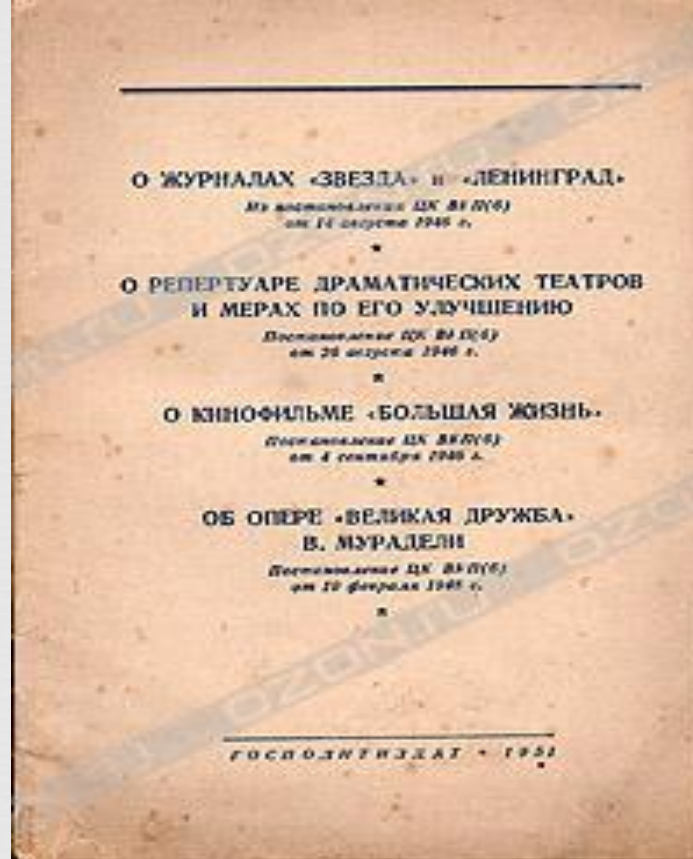 О ЖУРНАЛАХ «ЗВЕЗДА» и «ЛЕНИНГРАД»
Из постановления ЦК ВКП(б)
от 14 августа 1946 г.
О РЕПЕРТУАРЕ ДРАМАТИЧЕСКИХ ТЕАТРОВ
И МЕРАХ ПО ЕГО УЛУЧШЕНИЮ
Постановление ЦК ВКП(б)
от 26 августа 1946 г.
О КИНОФИЛЬМЕ «БОЛЬШАЯ ЖИЗНЬ»
Постановление ЦК ВКП(б)
от 4 сентября 1946 г.
ОБ ОПЕРЕ «ВЕЛИКАЯ ДРУЖБА»
В. МУРАДЕЛИ
Постановление ЦК ВКП(б)
от 10 февраля 1948 г.
OZON.RU
ГОСПОЛИТИЗДАТ • 1951